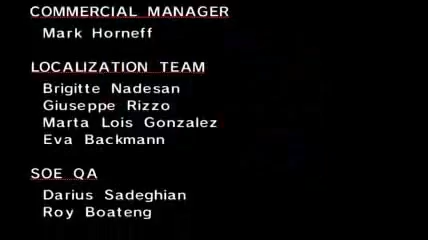 COMMERCIAL MANAGER
Mark Horneff
LOCALIZATION TEAM
Brigitte Nadesan
Giuseppe Rizzo
Marta Lois Gonzalez
Eva Backmann
SOE QA
Darius Sadeghian
Roy Boateng